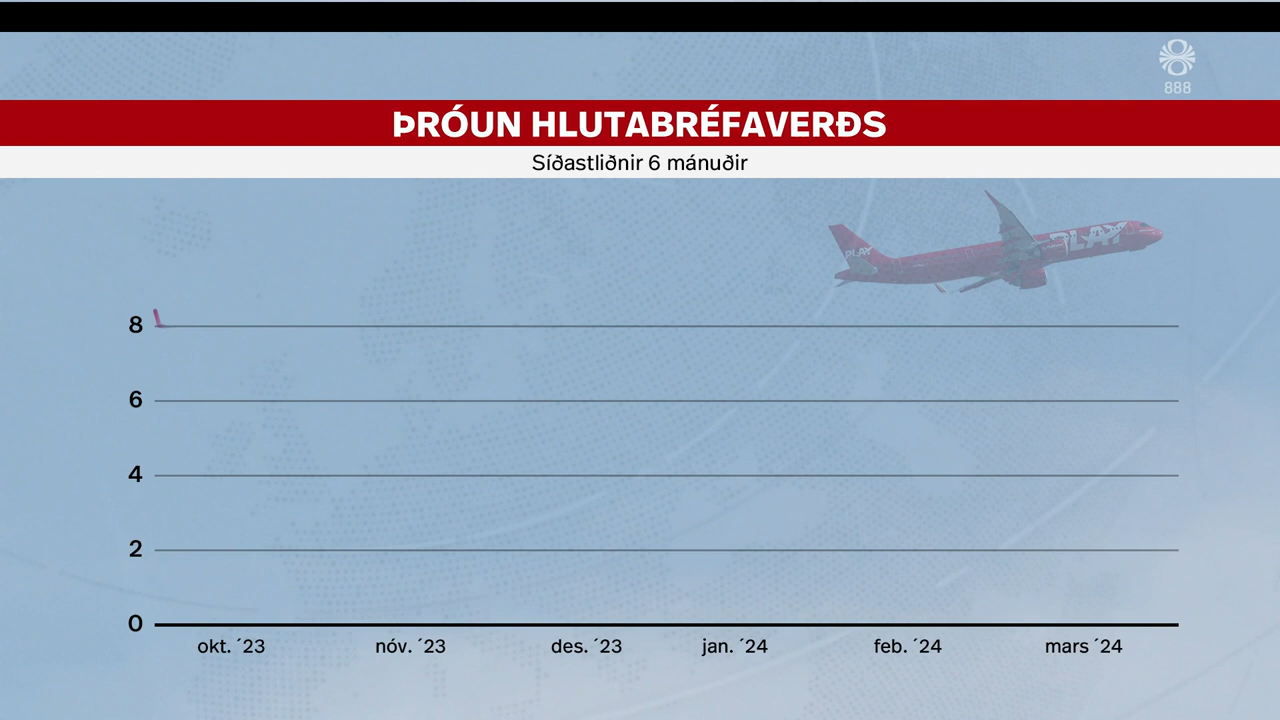 888
ÞRÓUN HLUTABRÉFAVERÐS
Síðastliðnir 6 mánuðir
PLAY
PLAY
8
6
4
2
0
okt. ´23 nóv. ´23 des. ´23 jan. ´24 feb. ´24 mars ´24